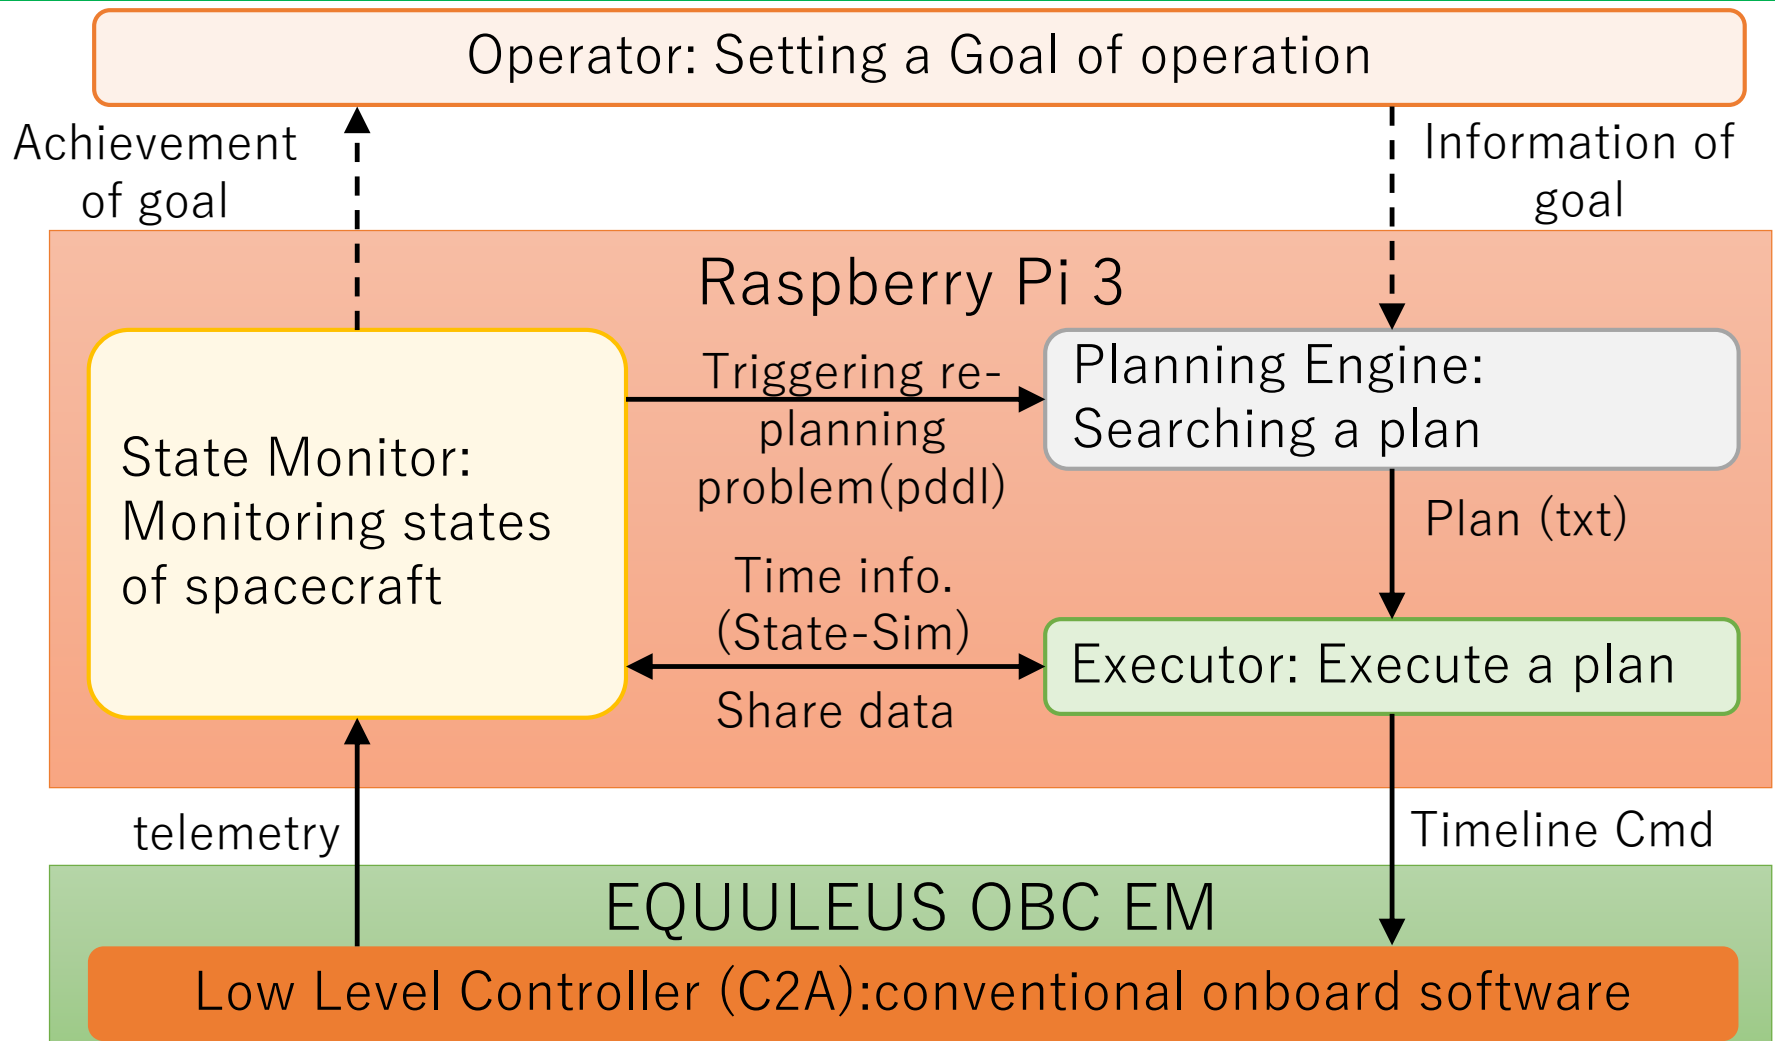 Operator: Setting a Goal of operation
Achievement
of goal
Information of
goal
Raspberry Pi 3
State Monitor:
Monitoring states
of spacecraft
Triggering re-
planning
problem(pddl)
Planning Engine:
Searching a plan
Plan (txt)
Time info.
(State-Sim)
Share data
Executor: Execute a plan
telemetry
Timeline Cmd
EQUULEUS OBC EM
Low Level Controller (C2A):conventional onboard software